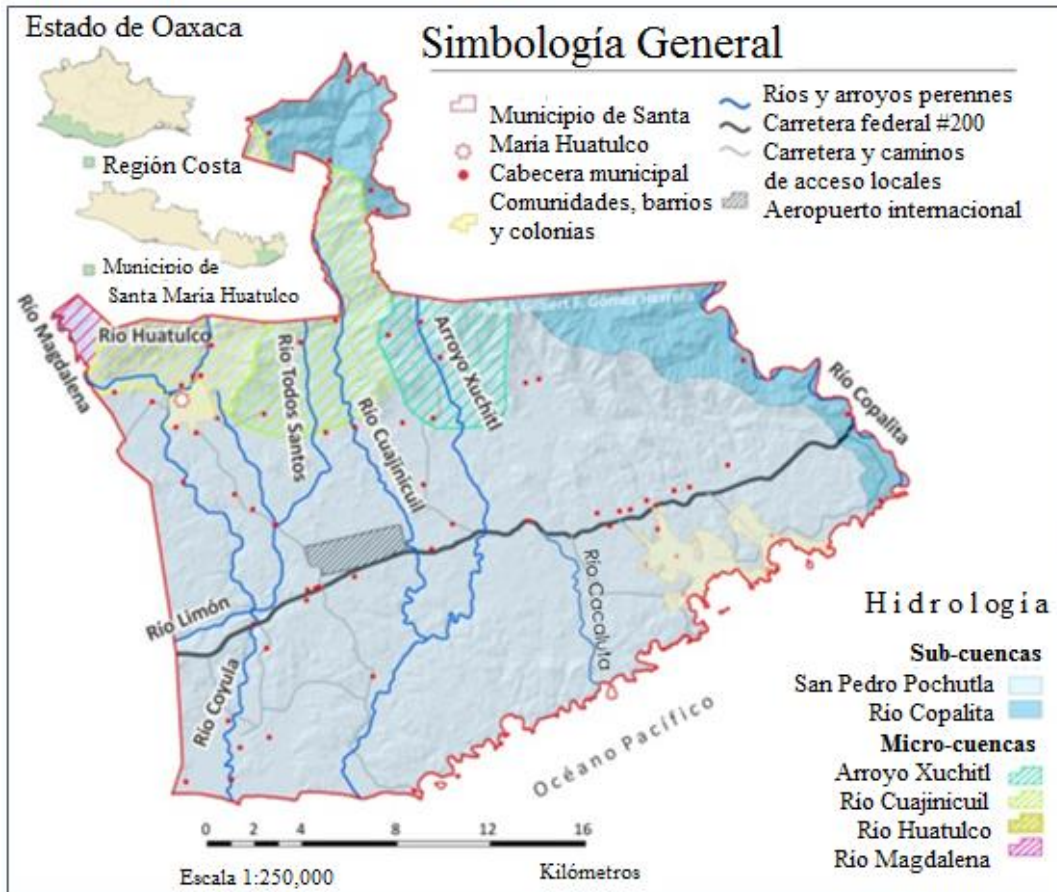 Estado de Oaxaca
Región Costa
Municipio de
Santa María Huatulco
Simbología General
Municipio de Santa
María Huatulco
Cabecera municipal
Comunidades, barrios
y colonias
Ríos y arroyos perennes
Carretera federal #200
Carretera y caminos
de acceso locales
Aeropuerto internacional
Río Magdalena
Río Huatulco
Río Todos Santos
Río Cuajinicuil
Arroyo Xuchitl
Río Copalita
Río Limón
Río Coyula
Río Cacaluta
Océano Pacífico
Hidrología
Sub-cuencas
San Pedro Pochutla
Río Copalita
Micro-cuencas
Arroyo Xuchitl
Río Cuajinicuil
Río Huatulco
Río Magdalena
0 2 4 8 12 16
Escala 1:250,000
Kilómetros